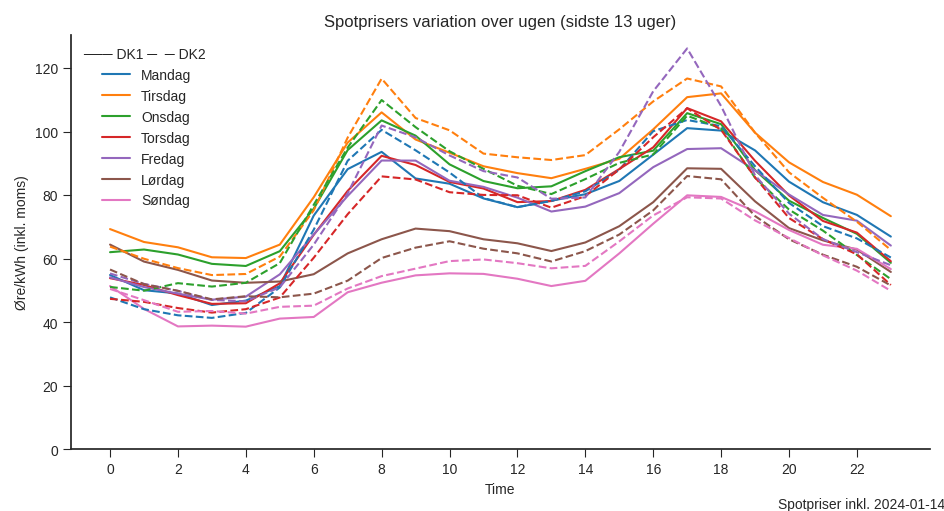 Spotprisers variation over ugen (sidste 13 uger)
DK1 DK2
Mandag
Tirsdag
Onsdag
Torsdag
Fredag
Lørdag
Søndag
Øre/kWh (inkl. moms)
120
100
80
60
40
20
0
0 2 4 6 8 10 12 14 16 18 20 22
Time
Spotpriser inkl. 2024-01-14